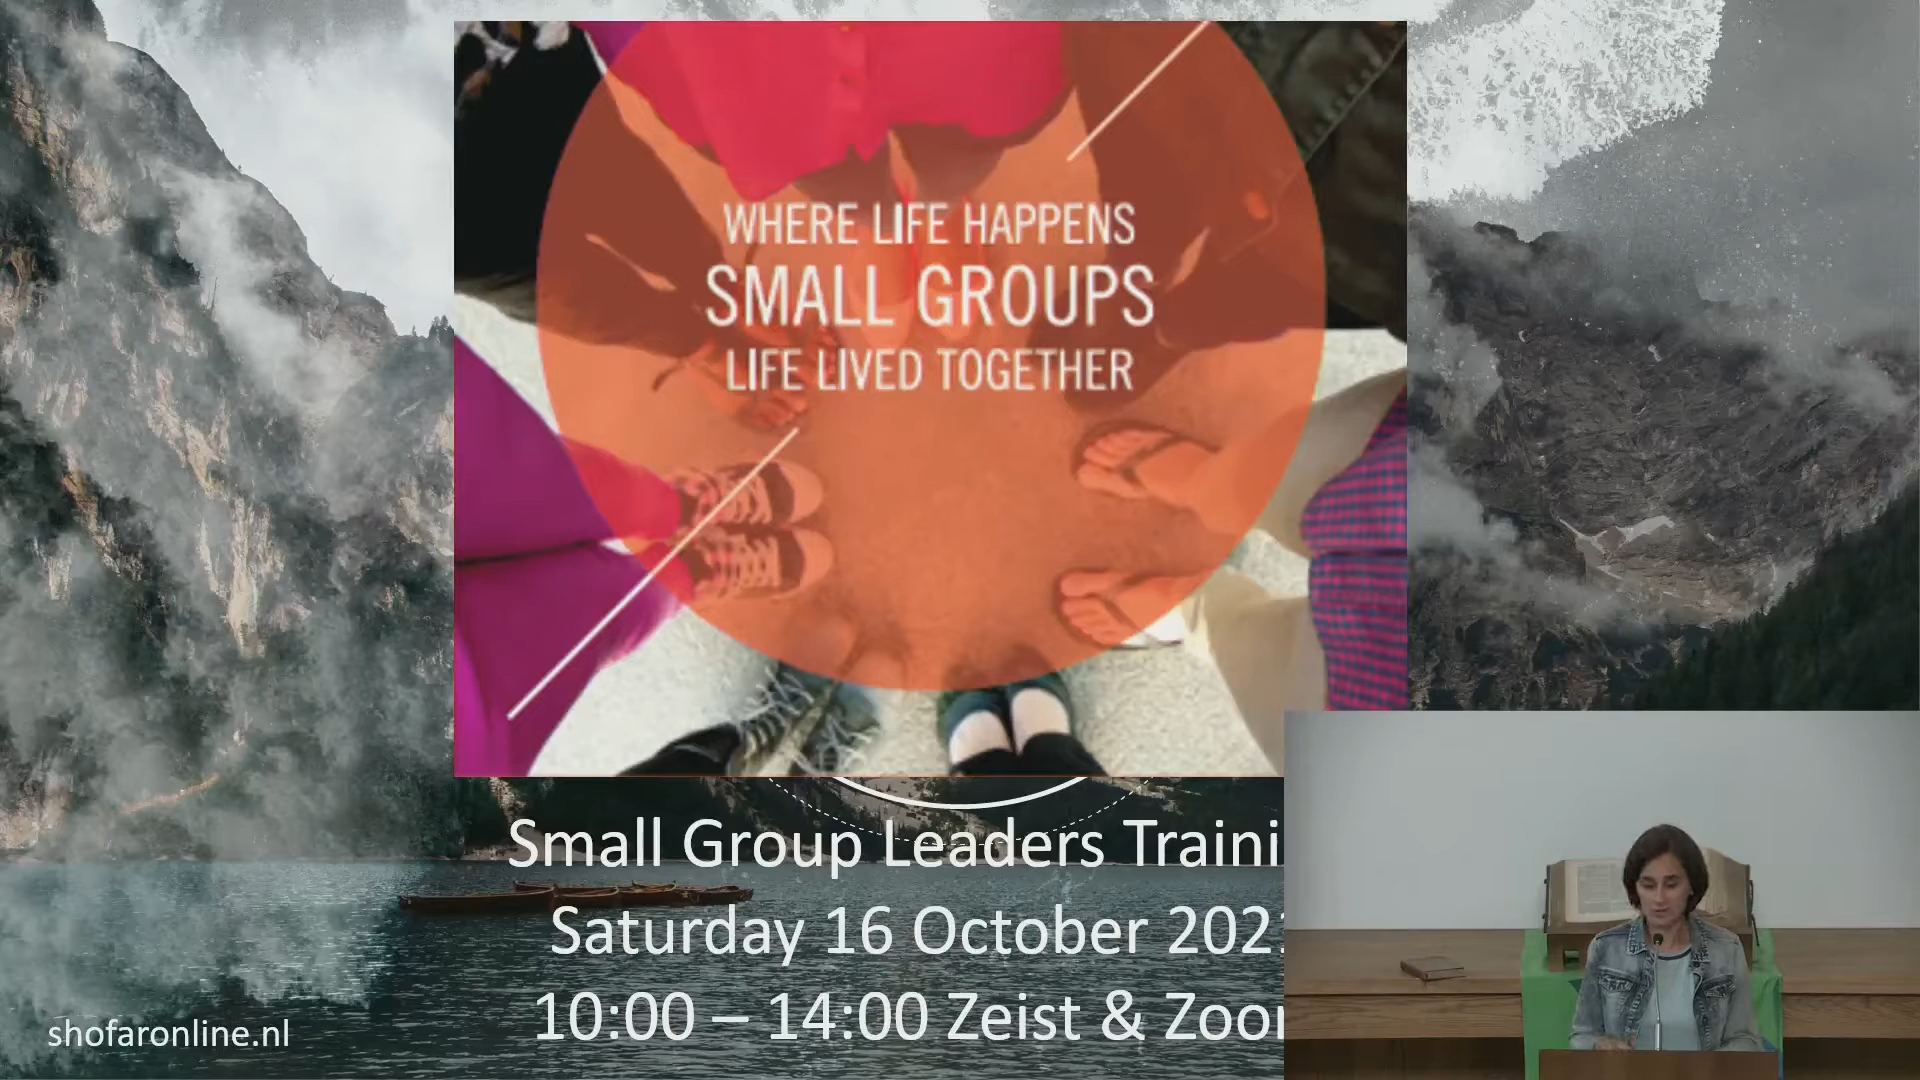 WHERE LIFE HAPPENS
SMALL GROUPS
LIFE LIVED TOGETHER
Small Group Leaders Traini
Saturday 16 October 2021
10:00 – 14:00 Zeist & Zoo
shofaronline.nl